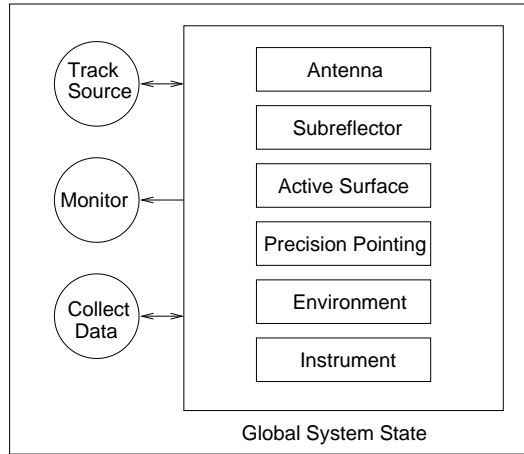 Track
Source
Monitor
Collect
Data
Antenna
Subreflector
Active Surface
Precision Pointing
Environment
Instrument
Global System State